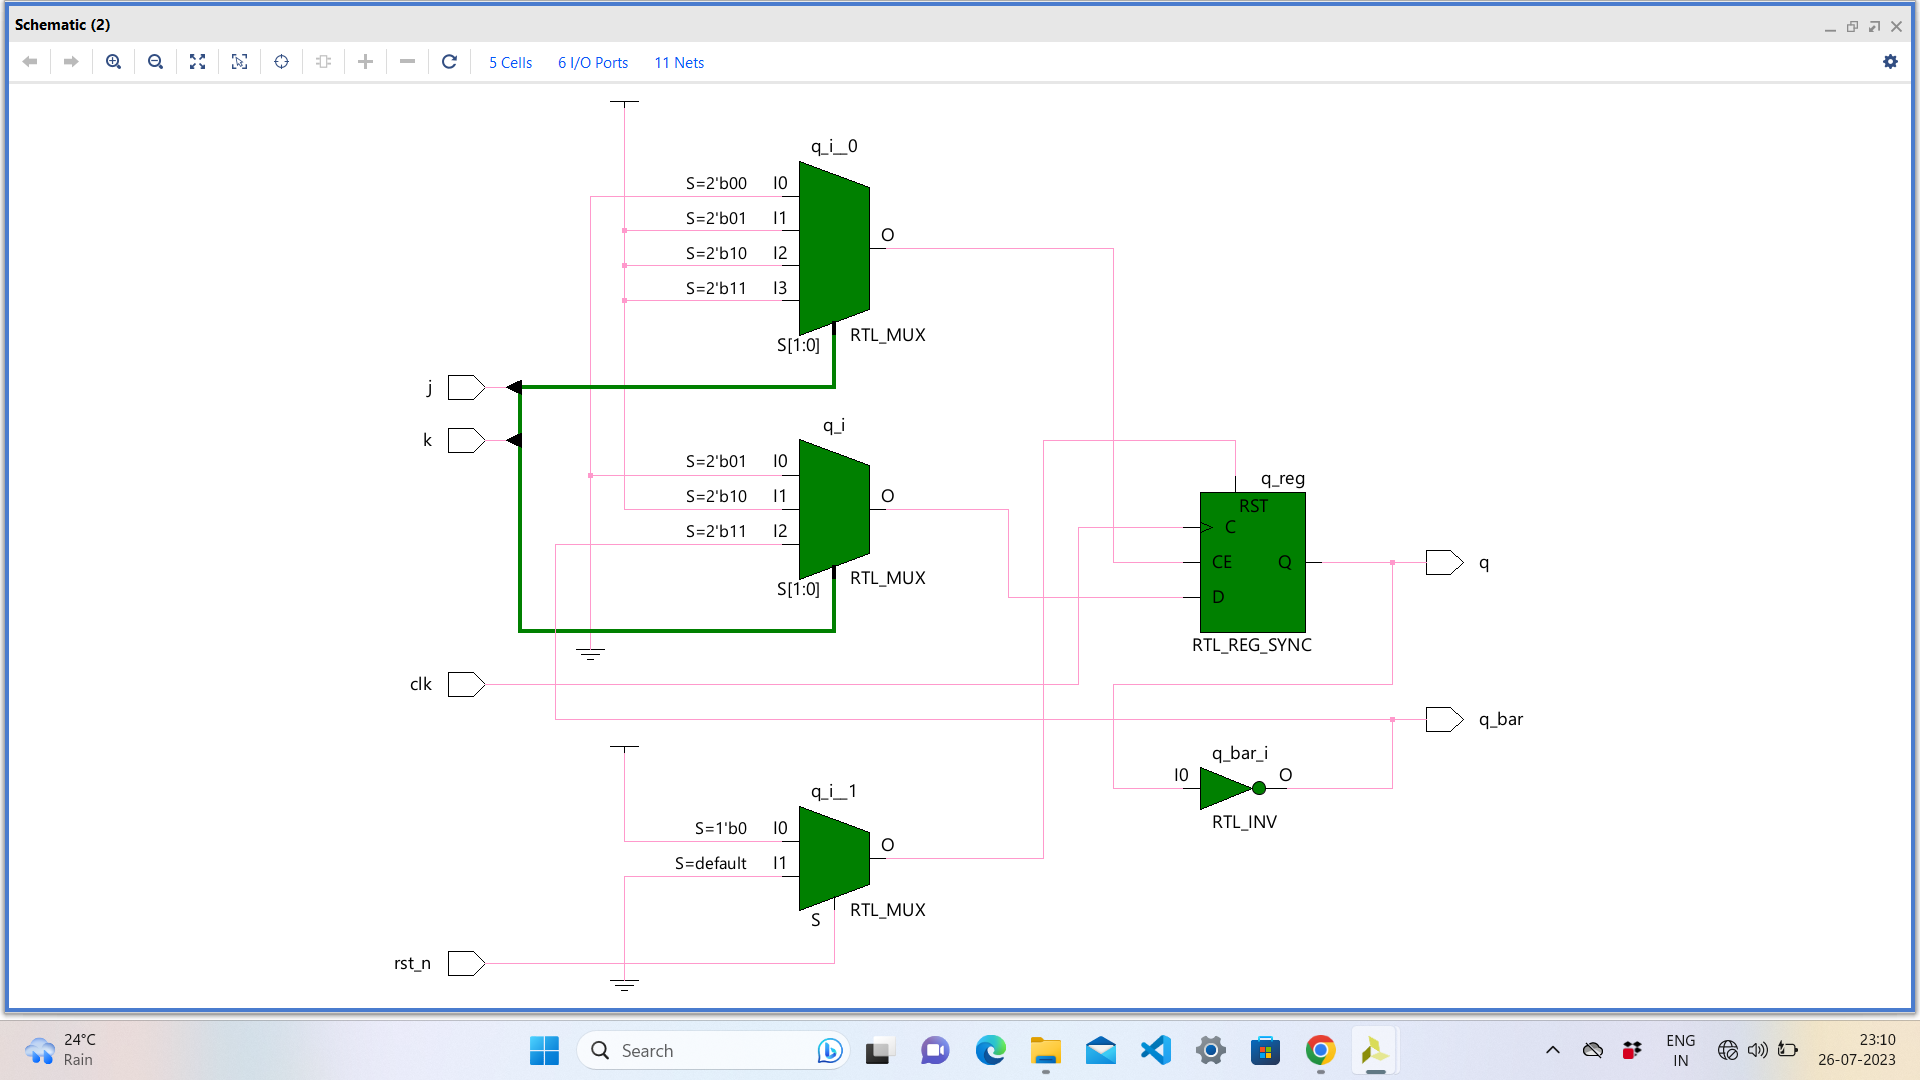 Schematic (2)
5 Cells 6 I/O Ports 11 Nets
q_i__0
S=2'b00 I0
S=2'b01 I1
S=2'b10 I2
S=2'b11 I3
O
S[1:0] RTL_MUX
j
k
q_i
S=2'b01 I0
S=2'b10 I1
S=2'b11 I2
O
S[1:0] RTL_MUX
q_reg
RST
C
CE Q
D
RTL_REG_SYNC
q
clk
q_bar
q_bar_i
I0 O
RTL_INV
q_i__1
S=1'b0 I0
S=default I1
O
S RTL_MUX
rst_n
24°C
Rain
Search
ENG
IN
23:10
26-07-2023